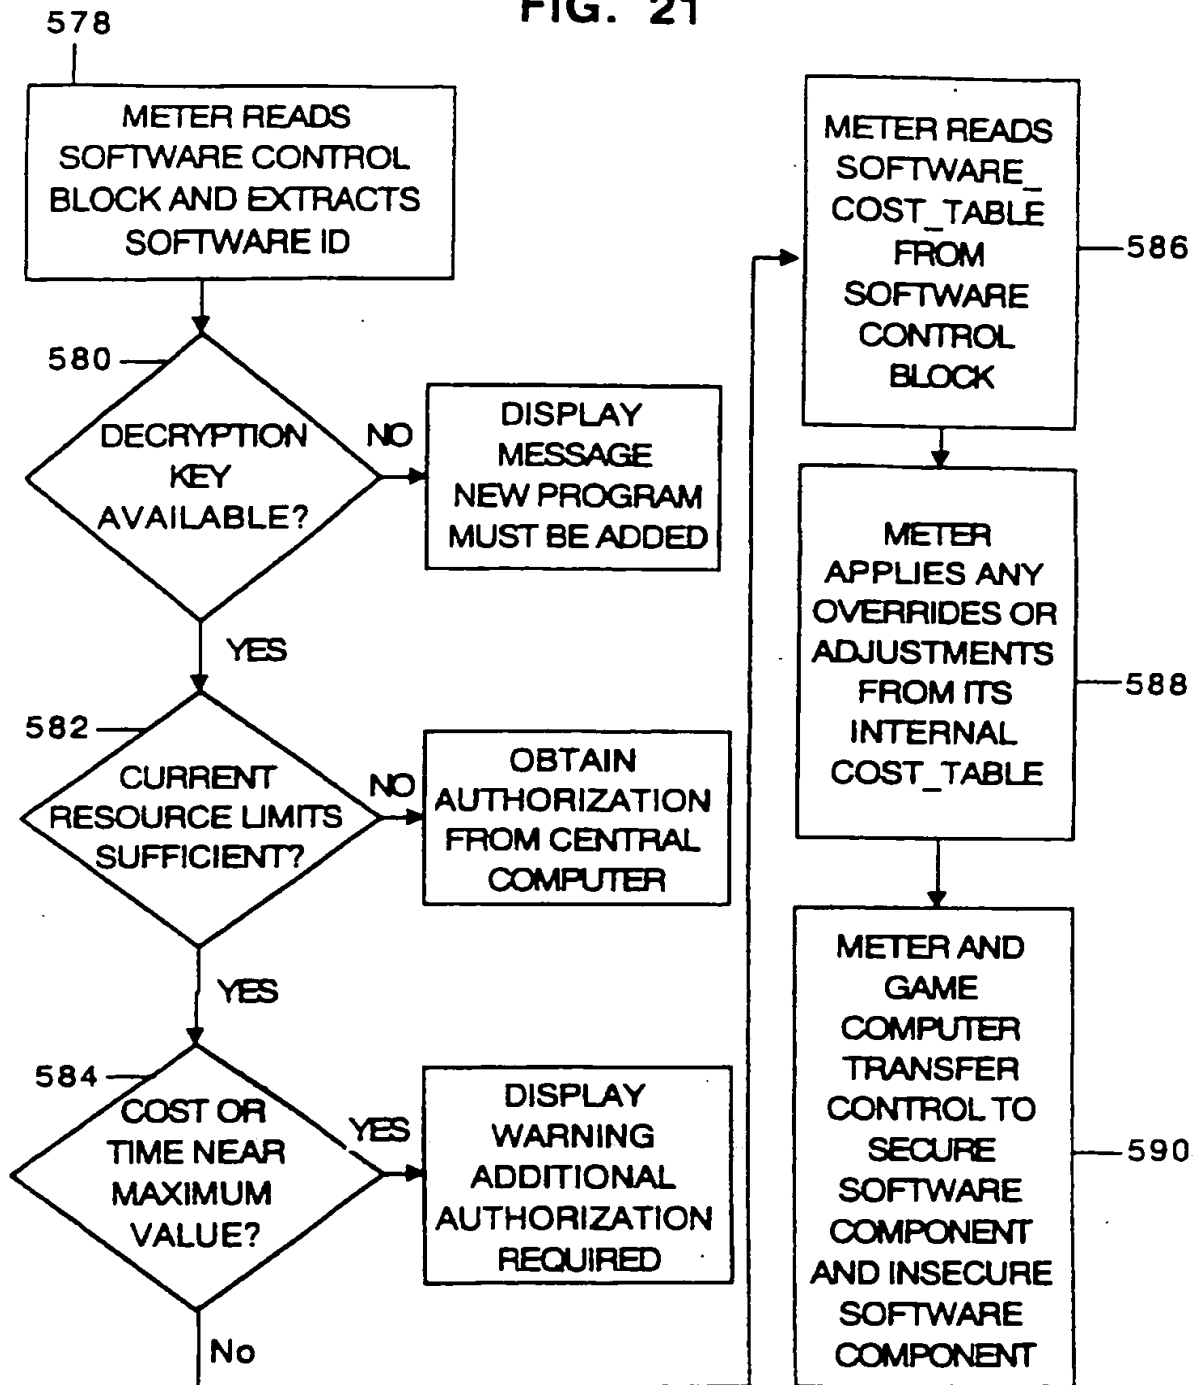 FIG. 21
578
METER READS
SOFTWARE CONTROL
BLOCK AND EXTRACTS
SOFTWARE ID
580
DECRYPTION
KEY
AVAILABLE?
NO
DISPLAY
MESSAGE
NEW PROGRAM
MUST BE ADDED
YES
582
CURRENT
RESOURCE LIMITS
SUFFICIENT?
NO
OBTAIN
AUTHORIZATION
FROM CENTRAL
COMPUTER
YES
584
COST OR
TIME NEAR
MAXIMUM
VALUE?
YES
DISPLAY
WARNING
ADDITIONAL
AUTHORIZATION
REQUIRED
No
METER READS
SOFTWARE_
COST_TABLE
FROM
SOFTWARE
CONTROL
BLOCK
586
METER
APPLIES ANY
OVERRIDES OR
ADJUSTMENTS
FROM ITS
INTERNAL
COST_TABLE
588
METER AND
GAME
COMPUTER
TRANSFER
CONTROL TO
SECURE
SOFTWARE
COMPONENT
AND INSECURE
SOFTWARE
COMPONENT
590